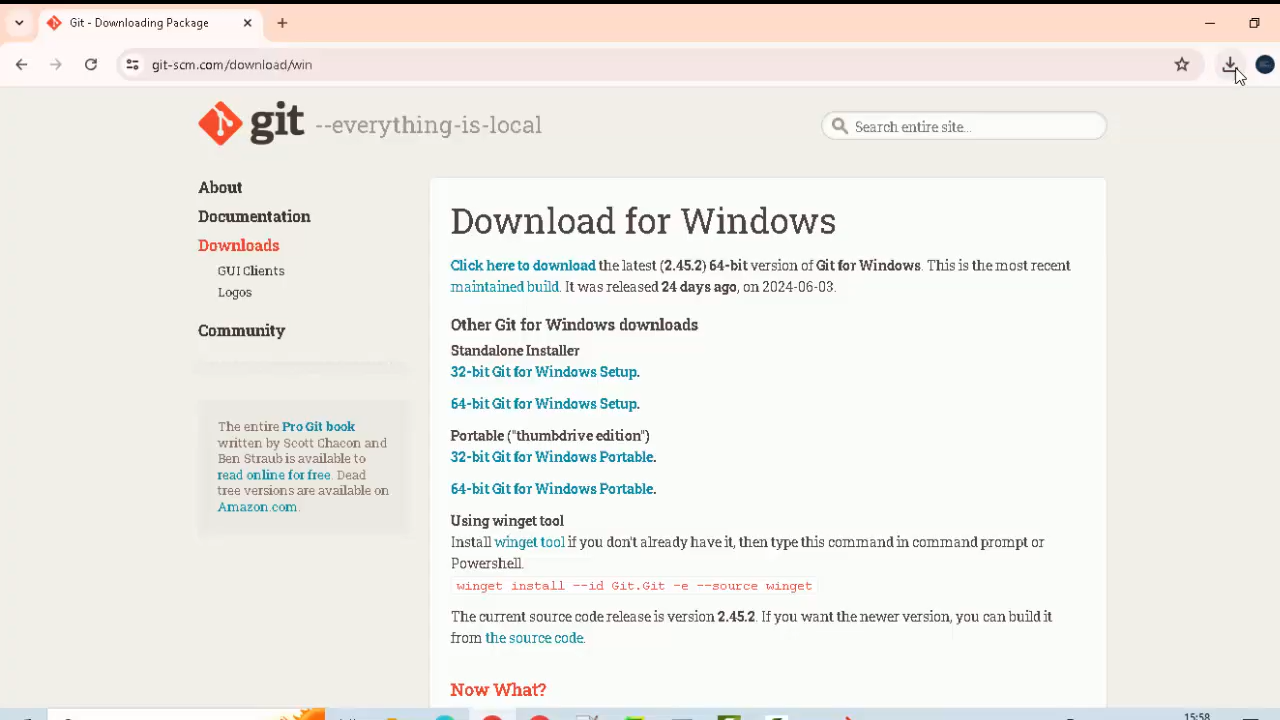 Git - Downloading Package
git-scm.com/download/win
git --everything-is-local
Search entire site...
About
Documentation
Downloads
GUI Clients
Logos
Community
The entire Pro Git book
written by Scott Chacon and
Ben Straub is available to
read online for free. Dead
tree versions are available on
Amazon.com.
Download for Windows
Click here to download the latest (2.45.2) 64-bit version of Git for Windows. This is the most recent
maintained build. It was released 24 days ago, on 2024-06-03.
Other Git for Windows downloads
Standalone Installer
32-bit Git for Windows Setup.
64-bit Git for Windows Setup.
Portable ("thumbdrive edition")
32-bit Git for Windows Portable.
64-bit Git for Windows Portable.
Using winget tool
Install winget tool if you don't already have it, then type this command in command prompt or
Powershell.
winget install --id Git.Git -e --source winget
The current source code release is version 2.45.2. If you want the newer version, you can build it
from the source code.
Now What?
15:58